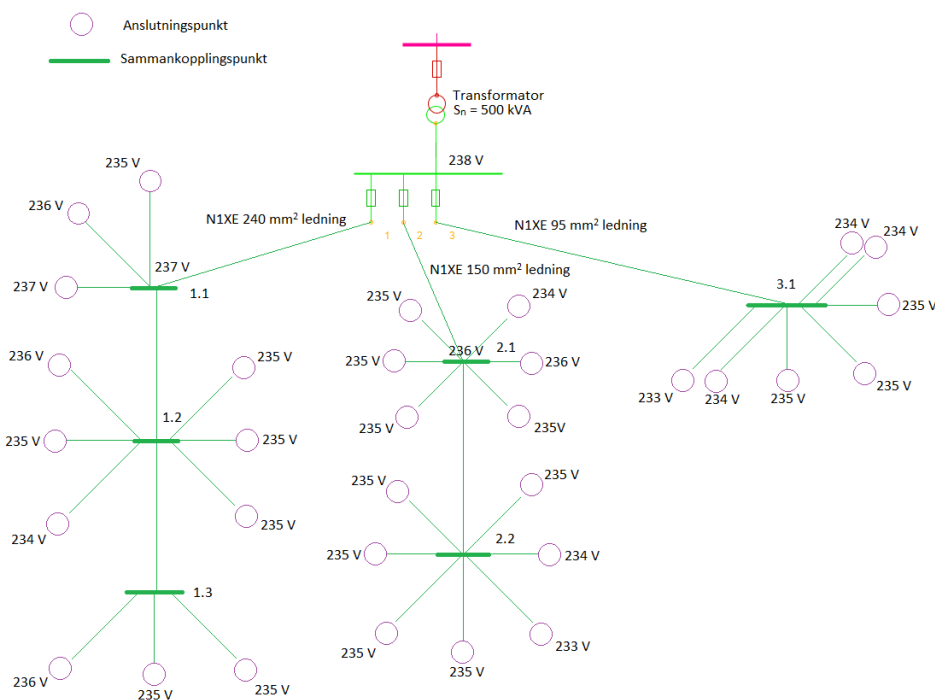 Anslutningspunkt
Sammankopplingspunkt
Transformator
Sₙ = 500 kVA
238 V
N1XE 240 mm² ledning
1
2
3
N1XE 95 mm² ledning
N1XE 150 mm² ledning
235 V
236 V
237 V
237 V
1.1
236 V
235 V
1.2
235 V
235 V
234 V
235 V
1.3
236 V
235 V
235 V
235 V
234 V
236 V
2.1
235 V
236 V
235 V
235V
235 V
235 V
2.2
235 V
234 V
235 V
233 V
235 V
234 V
234 V
3.1
235 V
233 V
234 V
235 V
235 V